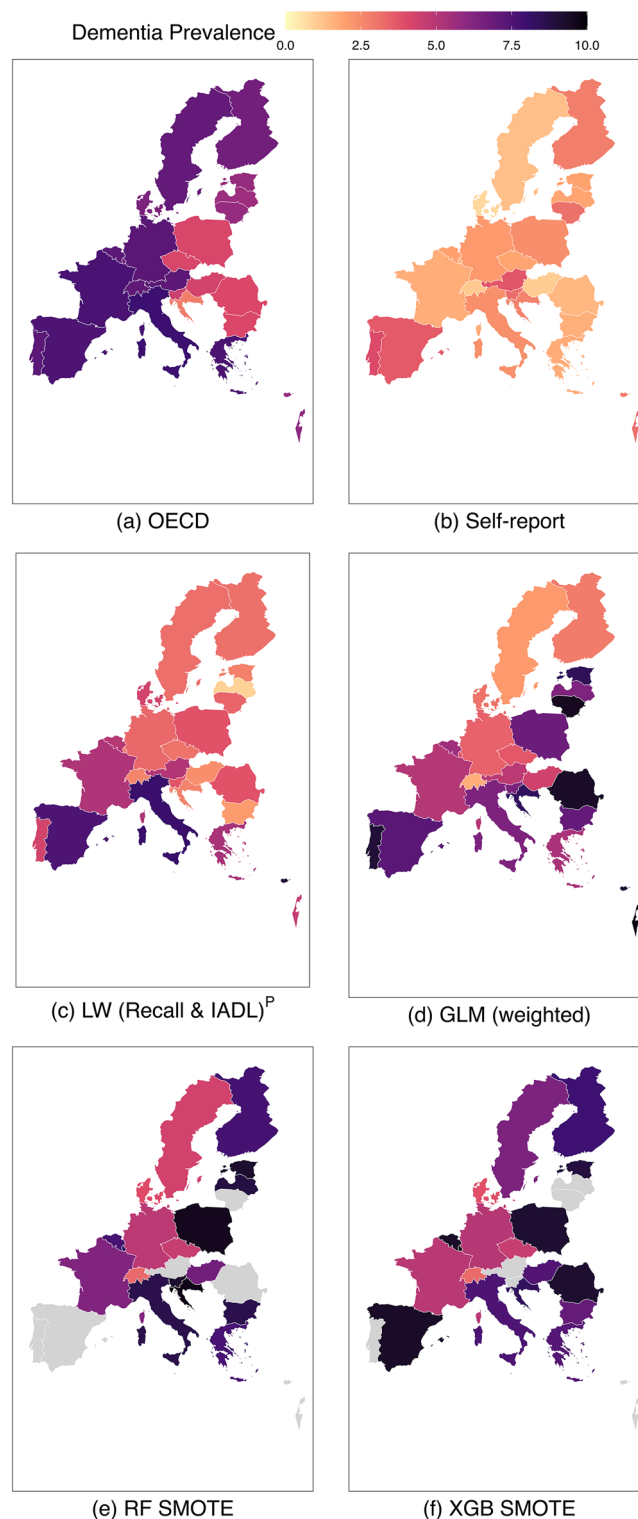 Dementia Prevalence
0.0 2.5 5.0 7.5 10.0
(a) OECD
(b) Self-report
(c) LW (Recall & IADL)P
(d) GLM (weighted)
(e) RF SMOTE
(f) XGB SMOTE